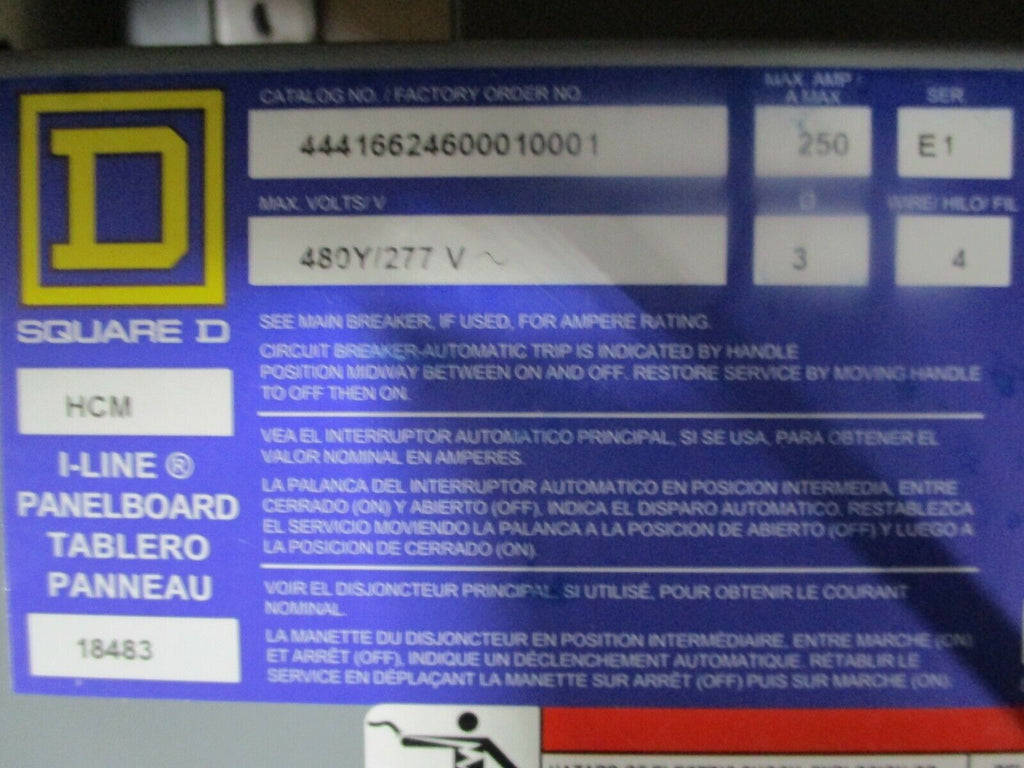 CATALOG NO. / FACTORY ORDER NO.
MAX. AMP /
A MAX
SER.
44416624600010001
250
E1
MAX. VOLTS/ V
Ø
WIRE/ HILO/ FIL
480Y/277 V ~
3
4
SQUARE D
HCM
I-LINE ®
PANELBOARD
TABLERO
PANNEAU
18483
SEE MAIN BREAKER, IF USED, FOR AMPERE RATING.
CIRCUIT BREAKER-AUTOMATIC TRIP IS INDICATED BY HANDLE
POSITION MIDWAY BETWEEN ON AND OFF. RESTORE SERVICE BY MOVING HANDLE
TO OFF THEN ON.
VEA EL INTERRUPTOR AUTOMATICO PRINCIPAL, SI SE USA, PARA OBTENER EL
VALOR NOMINAL EN AMPERES.
LA PALANCA DEL INTERRUPTOR AUTOMATICO EN POSICION INTERMEDIA, ENTRE
CERRADO (ON) Y ABIERTO (OFF), INDICA EL DISPARO AUTOMATICO. RESTABLEZCA
EL SERVICIO MOVIENDO LA PALANCA A LA POSICION DE ABIERTO (OFF) Y LUEGO A
LA POSICION DE CERRADO (ON).
VOIR EL DISJONCTEUR PRINCIPAL, SI UTILISÉ, POUR OBTENIR LE COURANT
NOMINAL.
LA MANETTE DU DISJONCTEUR EN POSITION INTERMÉDIAIRE, ENTRE MARCHE (ON)
ET ARRÊT (OFF), INDIQUE UN DÉCLENCHEMENT AUTOMATIQUE. RÉTABLIR LE
SERVICE EN DÉPLAÇANT LA MANETTE SUR ARRÊT (OFF) PUIS SUR MARCHE (ON).